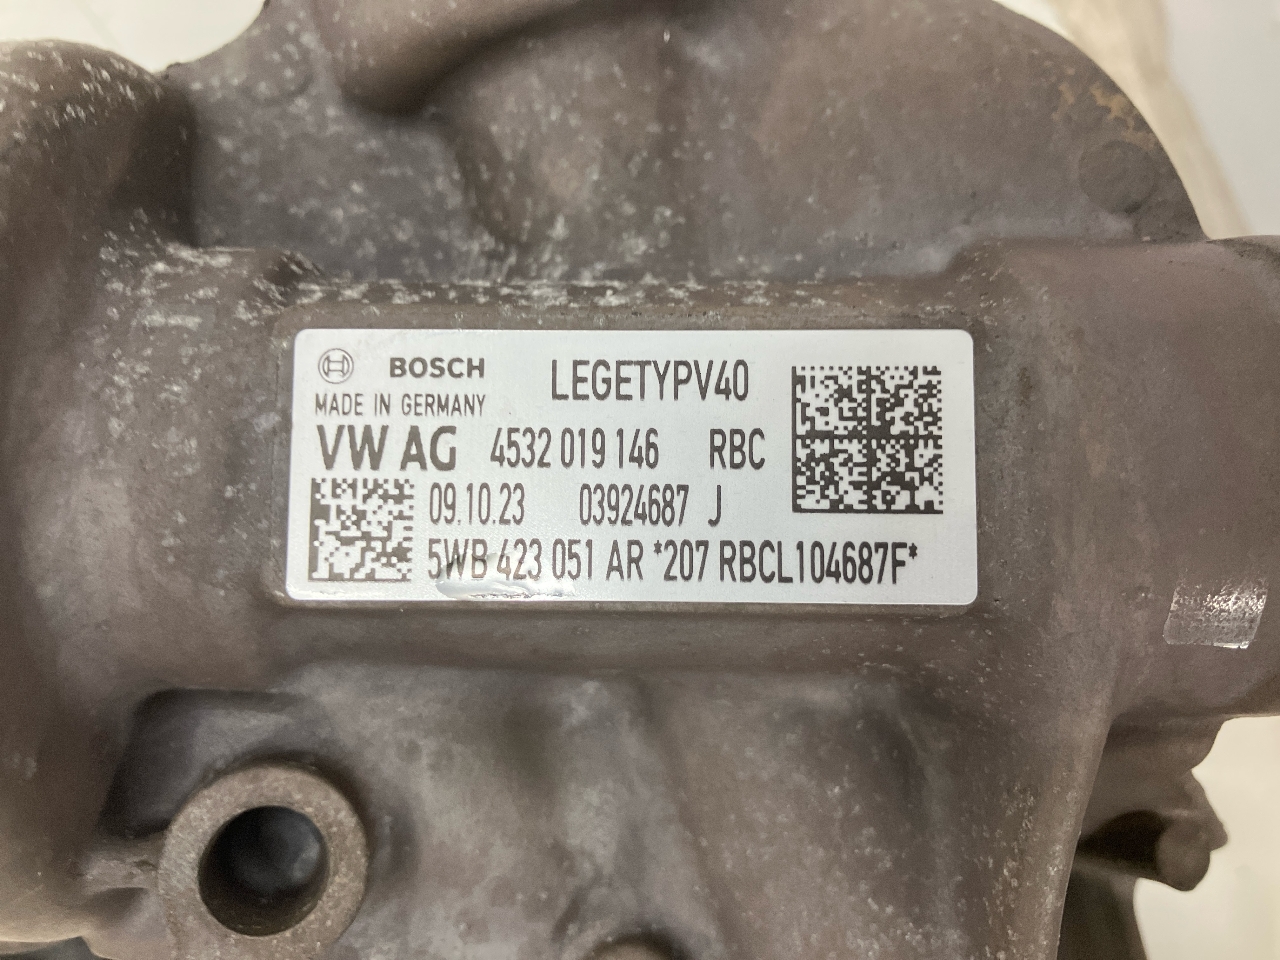 BOSCH LEGETYPV40
MADE IN GERMANY
VW AG 4532 019 146 RBC
09.10.23 03924687 J
5WB 423 051 AR *207 RBCL104687F*